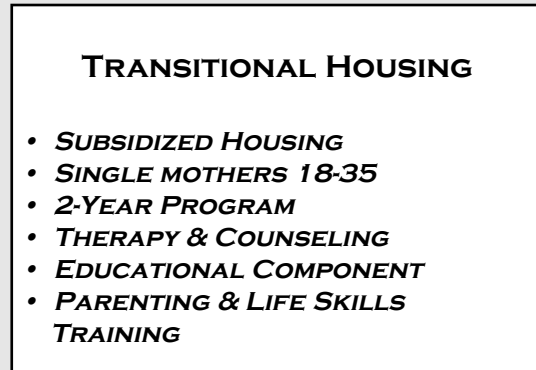 Transitional Housing
• Subsidized Housing
• Single mothers 18-35
• 2-Year Program
• Therapy & Counseling
• Educational Component
• Parenting & Life Skills
Training